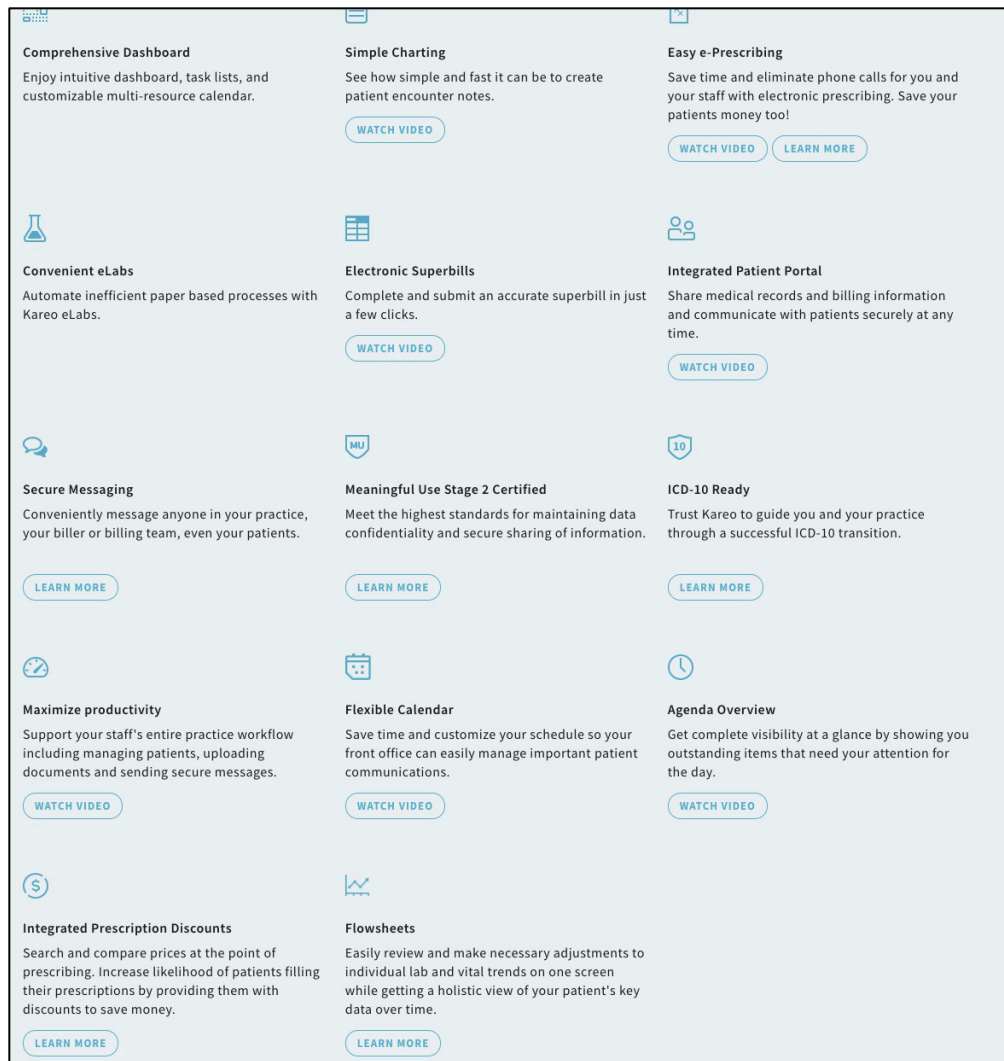 Comprehensive Dashboard
Enjoy intuitive dashboard, task lists, and
customizable multi-resource calendar.
Simple Charting
See how simple and fast it can be to create
patient encounter notes.
WATCH VIDEO
Easy e-Prescribing
Save time and eliminate phone calls for you and
your staff with electronic prescribing. Save your
patients money too!
WATCH VIDEO LEARN MORE
Convenient eLabs
Automate inefficient paper based processes with
Kareo eLabs.
Electronic Superbills
Complete and submit an accurate superbill in just
a few clicks.
WATCH VIDEO
Integrated Patient Portal
Share medical records and billing information
and communicate with patients securely at any
time.
WATCH VIDEO
Secure Messaging
Conveniently message anyone in your practice,
your biller or billing team, even your patients.
LEARN MORE
MU
Meaningful Use Stage 2 Certified
Meet the highest standards for maintaining data
confidentiality and secure sharing of information.
LEARN MORE
10
ICD-10 Ready
Trust Kareo to guide you and your practice
through a successful ICD-10 transition.
LEARN MORE
Maximize productivity
Support your staff's entire practice workflow
including managing patients, uploading
documents and sending secure messages.
WATCH VIDEO
Flexible Calendar
Save time and customize your schedule so your
front office can easily manage important patient
communications.
WATCH VIDEO
Agenda Overview
Get complete visibility at a glance by showing you
outstanding items that need your attention for
the day.
WATCH VIDEO
$
Integrated Prescription Discounts
Search and compare prices at the point of
prescribing. Increase likelihood of patients filling
their prescriptions by providing them with
discounts to save money.
LEARN MORE
Flowsheets
Easily review and make necessary adjustments to
individual lab and vital trends on one screen
while getting a holistic view of your patient's key
data over time.
LEARN MORE